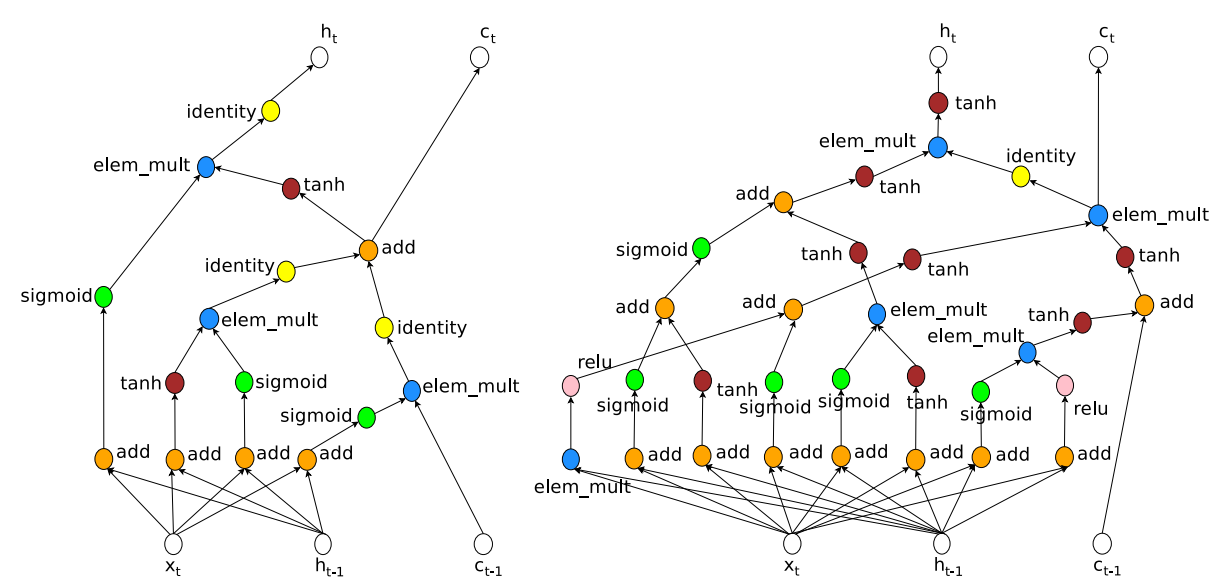 h_t c_t h_t c_t
identity tanh
elem_mult elem_mult identity
tanh tanh
add elem_mult
add sigmoid tanh tanh tanh
identity
sigmoid add add add
elem_mult identity elem_mult tanh elem_mult
relu
tanh sigmoid elem_mult tanh relu
sigmoid sigmoid sigmoid sigmoid tanh sigmoid
add add add add add add add add add add add
elem_mult
x_t h_t-1 c_t-1 x_t h_t-1 c_t-1